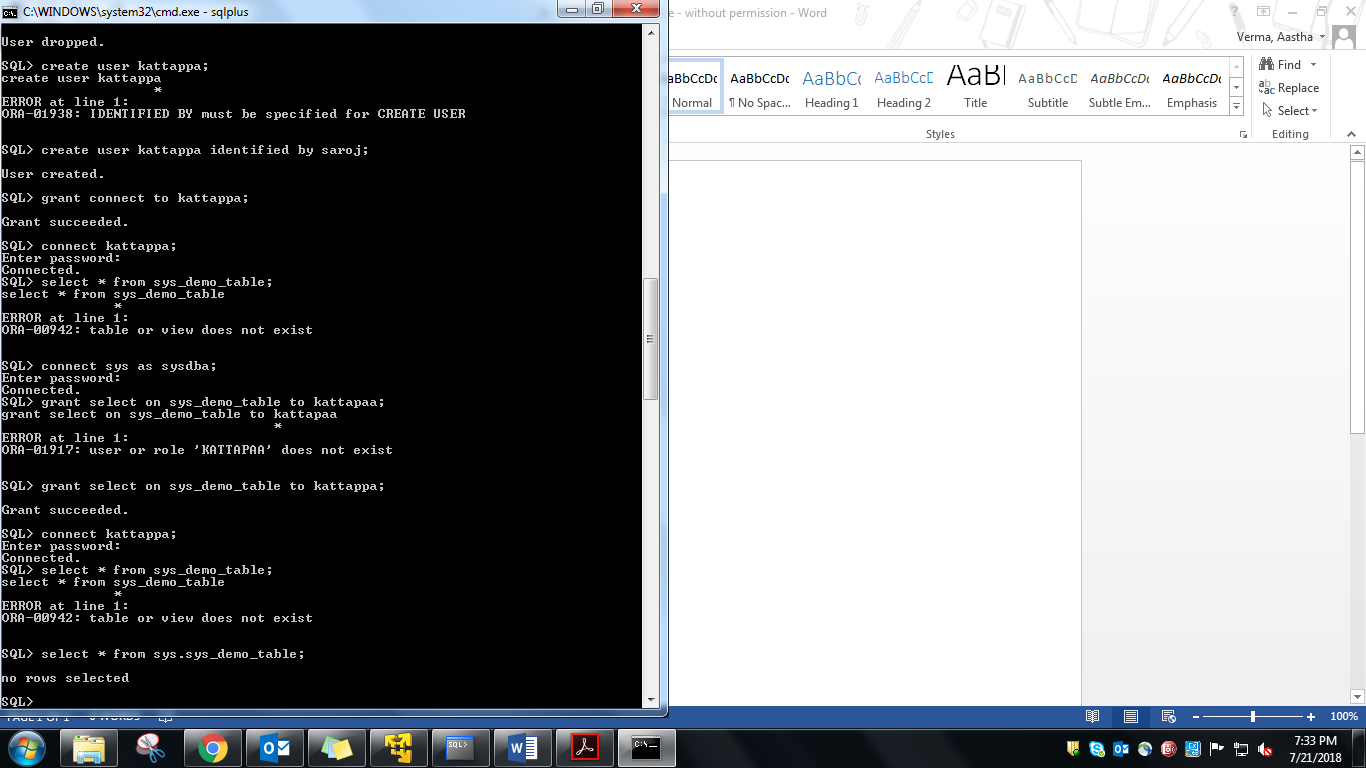 C:\WINDOWS\system32\cmd.exe - sqlplus
User dropped.
SQL> create user kattappa;
create user kattappa
*
ERROR at line 1:
ORA-01938: IDENTIFIED BY must be specified for CREATE USER
SQL> create user kattappa identified by saroj;
User created.
SQL> grant connect to kattappa;
Grant succeeded.
SQL> connect kattappa;
Enter password:
Connected.
SQL> select * from sys_demo_table;
select * from sys_demo_table
*
ERROR at line 1:
ORA-00942: table or view does not exist
SQL> connect sys as sysdba;
Enter password:
Connected.
SQL> grant select on sys_demo_table to kattapaa;
grant select on sys_demo_table to kattapaa
*
ERROR at line 1:
ORA-01917: user or role 'KATTAPAA' does not exist
SQL> grant select on sys_demo_table to kattappa;
Grant succeeded.
SQL> connect kattappa;
Enter password:
Connected.
SQL> select * from sys_demo_table;
select * from sys_demo_table
*
ERROR at line 1:
ORA-00942: table or view does not exist
SQL> select * from sys.sys_demo_table;
no rows selected
SQL>
- without permission - Word
Verma, Aastha
AaBbCcDc AaBbCc AaBbCcD AaB AaBbCcD AaBbCcDc AaBbCcDc
Normal ¶ No Spac... Heading 1 Heading 2 Title Subtitle Subtle Em... Emphasis
Styles
Find
Replace
Select
Editing
100%
SQL>
C:\
7:33 PM
7/21/2018